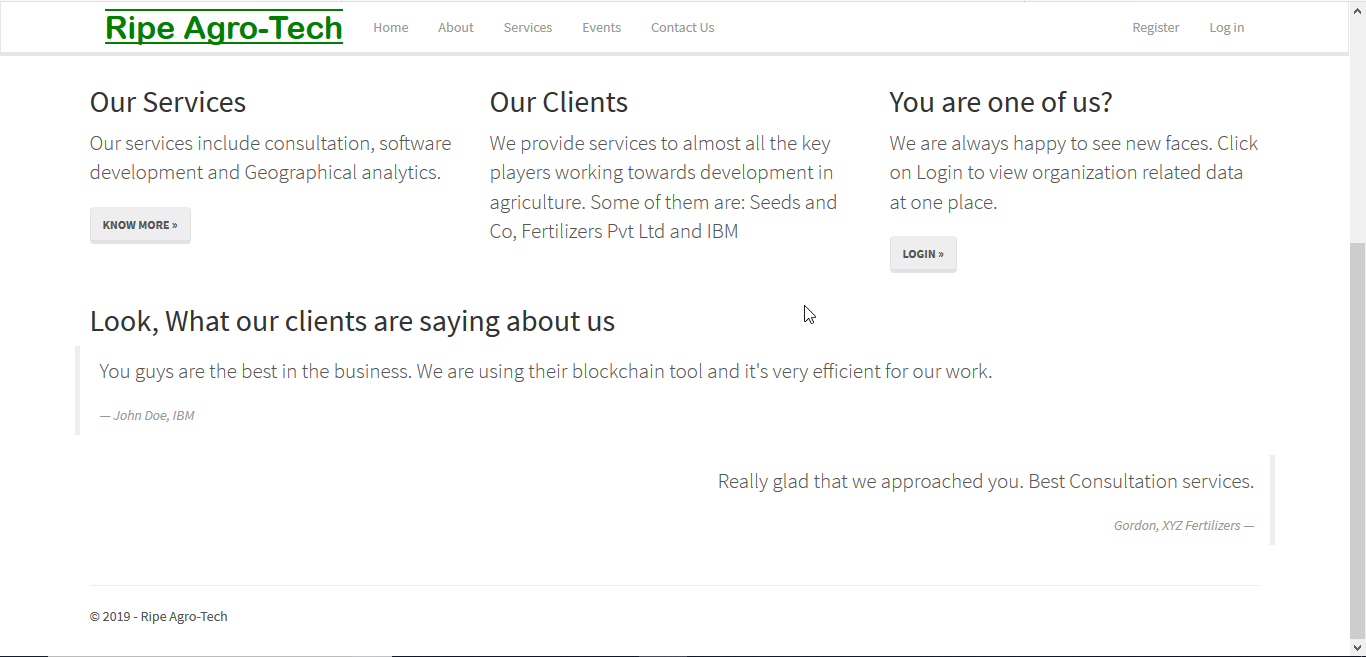 Ripe Agro-Tech Home About Services Events Contact Us Register Log in
Our Services
Our services include consultation, software
development and Geographical analytics.
KNOW MORE »
Our Clients
We provide services to almost all the key
players working towards development in
agriculture. Some of them are: Seeds and
Co, Fertilizers Pvt Ltd and IBM
You are one of us?
We are always happy to see new faces. Click
on Login to view organization related data
at one place.
LOGIN »
Look, What our clients are saying about us
You guys are the best in the business. We are using their blockchain tool and it's very efficient for our work.
— John Doe, IBM
Really glad that we approached you. Best Consultation services.
Gordon, XYZ Fertilizers —
© 2019 - Ripe Agro-Tech